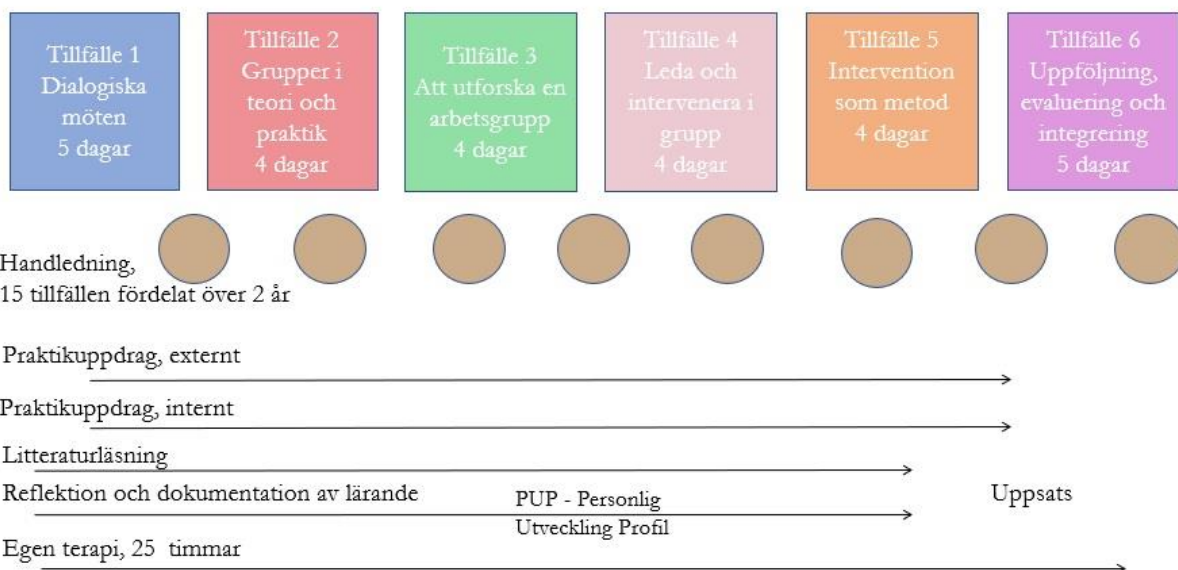 Tillfälle 1
Dialogiska
möten
5 dagar
Tillfälle 2
Grupper i
teori och
praktik
4 dagar
Tillfälle 3
Att utforska en
arbetsgrupp
4 dagar
Tillfälle 4
Leda och
intervenera i
grupp
4 dagar
Tillfälle 5
Intervention
som metod
4 dagar
Tillfälle 6
Uppföljning,
evaluering och
integrering
5 dagar
Handledning,
15 tillfällen fördelat över 2 år
Praktikuppdrag, externt
Praktikuppdrag, internt
Litteraturläsning
Reflektion och dokumentation av lärande
PUP - Personlig
Utveckling Profil
Uppsats
Egen terapi, 25 timmar